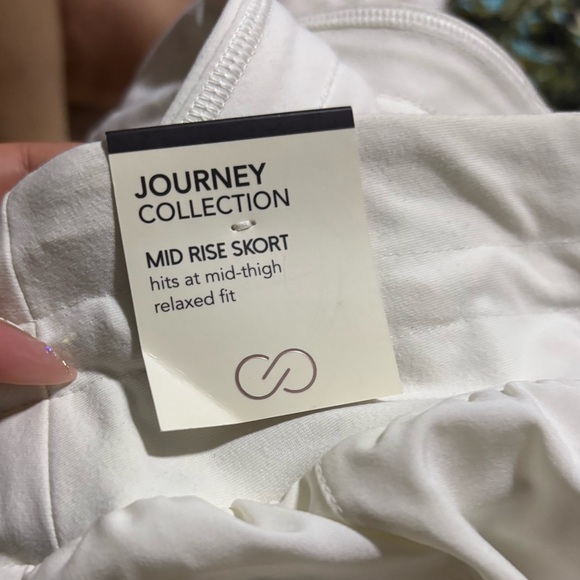 JOURNEY
COLLECTION
MID RISE SKORT
hits at mid-thigh
relaxed fit